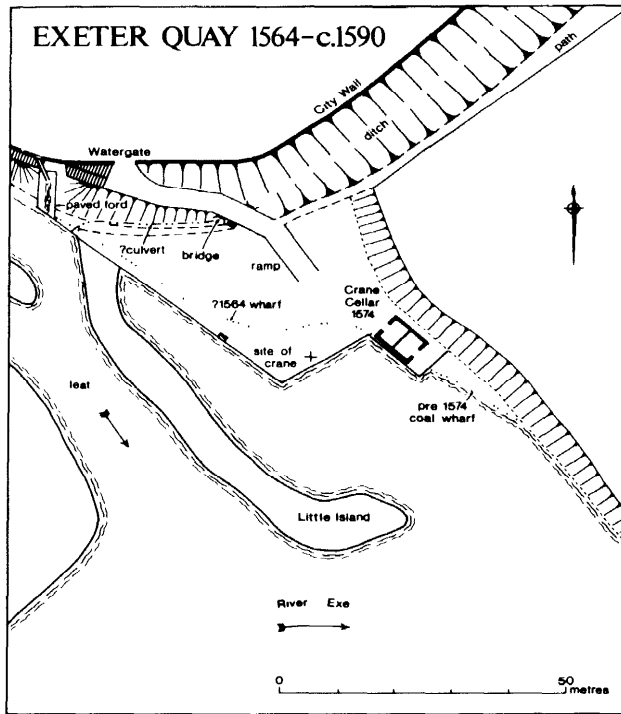 EXETER QUAY 1564-c.1590
City Wall
path
ditch
Watergate
paved ford
?culvert
bridge
ramp
Crane
Cellar
1574
?1564 wharf
site of
crane
leat
pre 1574
coal wharf
Little Island
River Exe
0
50
metres